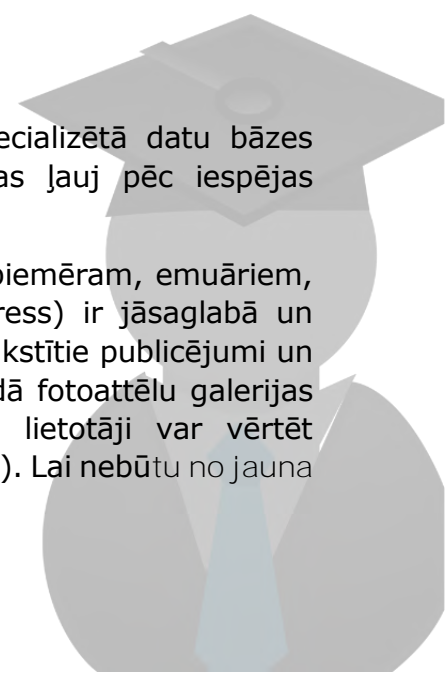 ecializētā datu bāzes
as ļauj pēc iespējas
piemēram, emuāriem,
ress) ir jāsaglabā un
kstītie publicējumi un
dā fotoattēlu galerijas
lietotāji var vērtēt
). Lai nebūtu no jauna